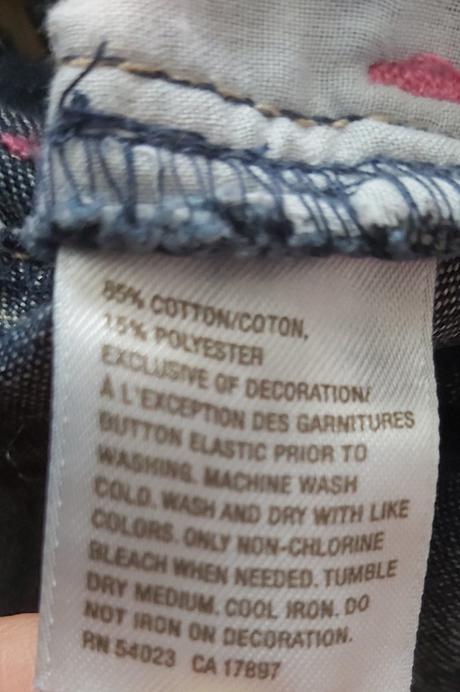 85% COTTON/COTON,
15% POLYESTER
EXCLUSIVE OF DECORATION/
À L'EXCEPTION DES GARNITURES
BUTTON ELASTIC PRIOR TO
WASHING. MACHINE WASH
COLD. WASH AND DRY WITH LIKE
COLORS. ONLY NON-CHLORINE
BLEACH WHEN NEEDED. TUMBLE
DRY MEDIUM. COOL IRON. DO
NOT IRON ON DECORATION.
RN 54023 CA 17897